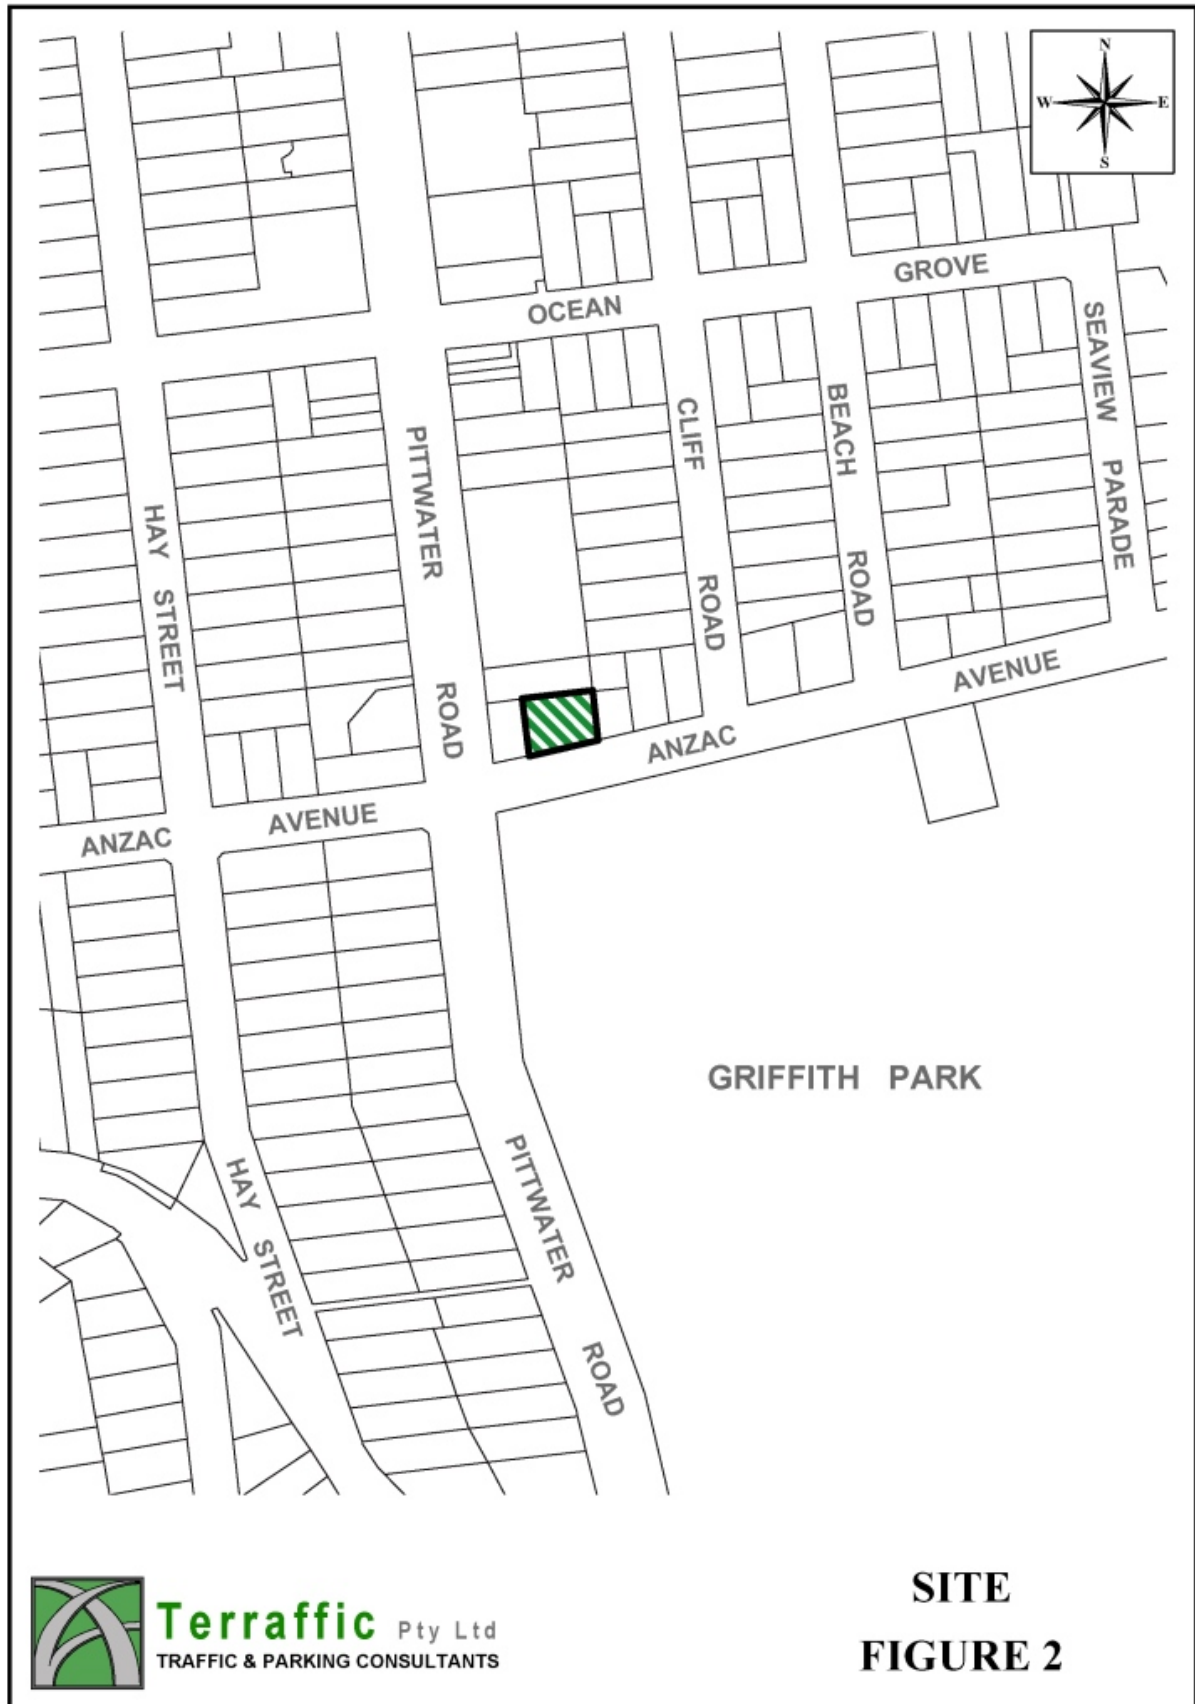 N
W E
S
GROVE
OCEAN
SEAVIEW PARADE
CLIFF ROAD
BEACH ROAD
PITTWATER ROAD
HAY STREET
AVENUE
ANZAC
AVENUE
ANZAC
GRIFFITH PARK
PITTWATER ROAD
HAY STREET
SITE
FIGURE 2
Terraffic Pty Ltd
TRAFFIC & PARKING CONSULTANTS